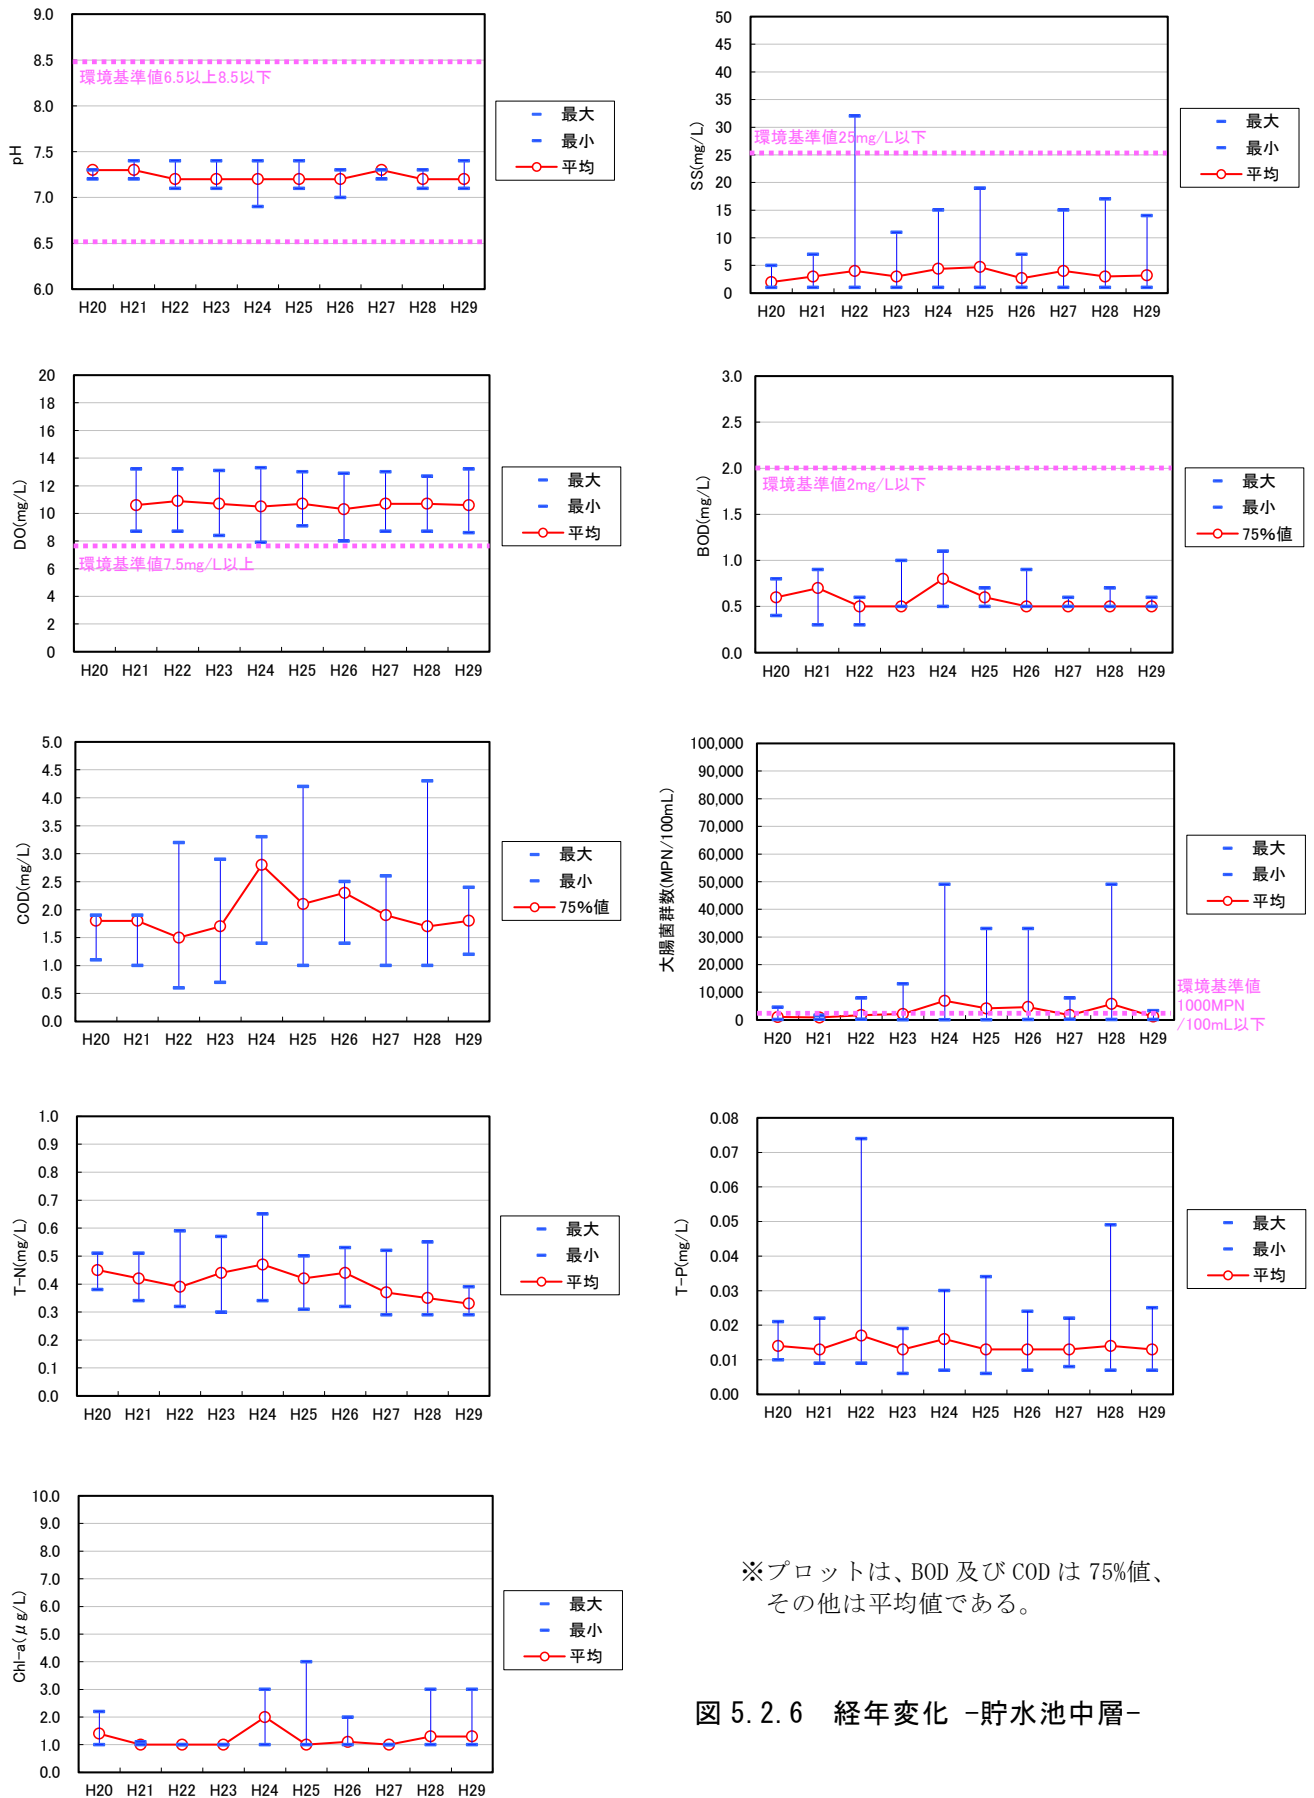 9.0
8.5
8.0
7.5
7.0
6.5
6.0
pH
環境基準値6.5以上8.5以下
H20 H21 H22 H23 H24 H25 H26 H27 H28 H29
最大
最小
平均
50
45
40
35
30
25
20
15
10
5
0
SS(mg/L)
環境基準値25mg/L以下
H20 H21 H22 H23 H24 H25 H26 H27 H28 H29
最大
最小
平均
20
18
16
14
12
10
8
6
4
2
0
DO(mg/L)
環境基準値7.5mg/L以上
H20 H21 H22 H23 H24 H25 H26 H27 H28 H29
最大
最小
平均
3.0
2.5
2.0
1.5
1.0
0.5
0.0
BOD(mg/L)
環境基準値2mg/L以下
H20 H21 H22 H23 H24 H25 H26 H27 H28 H29
最大
最小
75%値
5.0
4.5
4.0
3.5
3.0
2.5
2.0
1.5
1.0
0.5
0.0
COD(mg/L)
H20 H21 H22 H23 H24 H25 H26 H27 H28 H29
最大
最小
75%値
100,000
90,000
80,000
70,000
60,000
50,000
40,000
30,000
20,000
10,000
0
大腸菌群数(MPN/100mL)
H20 H21 H22 H23 H24 H25 H26 H27 H28 H29
最大
最小
平均
環境基準値
1000MPN
/100mL以下
1.0
0.9
0.8
0.7
0.6
0.5
0.4
0.3
0.2
0.1
0.0
T-N(mg/L)
H20 H21 H22 H23 H24 H25 H26 H27 H28 H29
最大
最小
平均
0.08
0.07
0.06
0.05
0.04
0.03
0.02
0.01
0.00
T-P(mg/L)
H20 H21 H22 H23 H24 H25 H26 H27 H28 H29
最大
最小
平均
10.0
9.0
8.0
7.0
6.0
5.0
4.0
3.0
2.0
1.0
0.0
Chl-a(μg/L)
H20 H21 H22 H23 H24 H25 H26 H27 H28 H29
最大
最小
平均
※プロットは、BOD 及び COD は 75%値、
その他は平均値である。
図 5.2.6 経年変化 -貯水池中層-